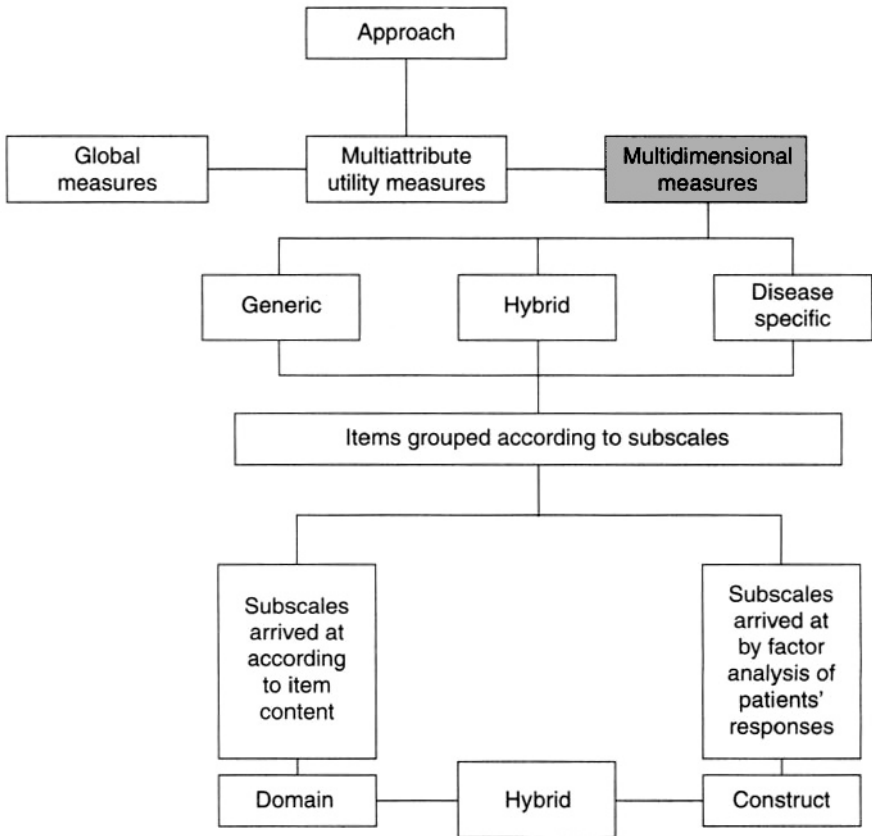 Approach
Global
measures
Multiattribute
utility measures
Multidimensional
measures
Generic
Hybrid
Disease
specific
Items grouped according to subscales
Subscales
arrived at
according
to item
content
Subscales
arrived at
by factor
analysis of
patients'
responses
Domain
Hybrid
Construct